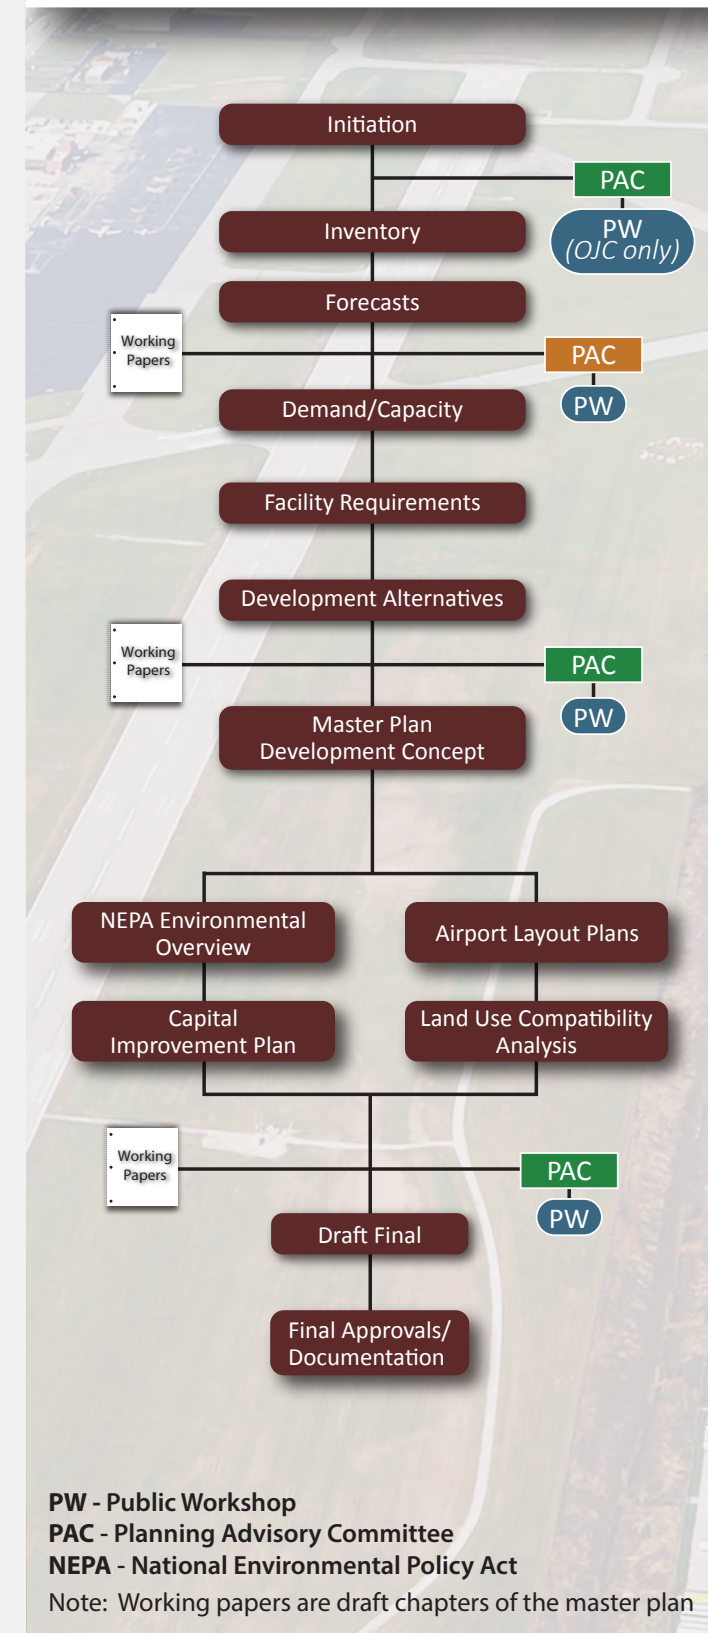 Initiation
PAC
PW
(OJC only)
Inventory
Forecasts
Working
Papers
PAC
PW
Demand/Capacity
Facility Requirements
Development Alternatives
Working
Papers
PAC
PW
Master Plan
Development Concept
NEPA Environmental
Overview
Airport Layout Plans
Capital
Improvement Plan
Land Use Compatibility
Analysis
Working
Papers
PAC
PW
Draft Final
Final Approvals/
Documentation
PW - Public Workshop
PAC - Planning Advisory Committee
NEPA - National Environmental Policy Act
Note: Working papers are draft chapters of the master plan